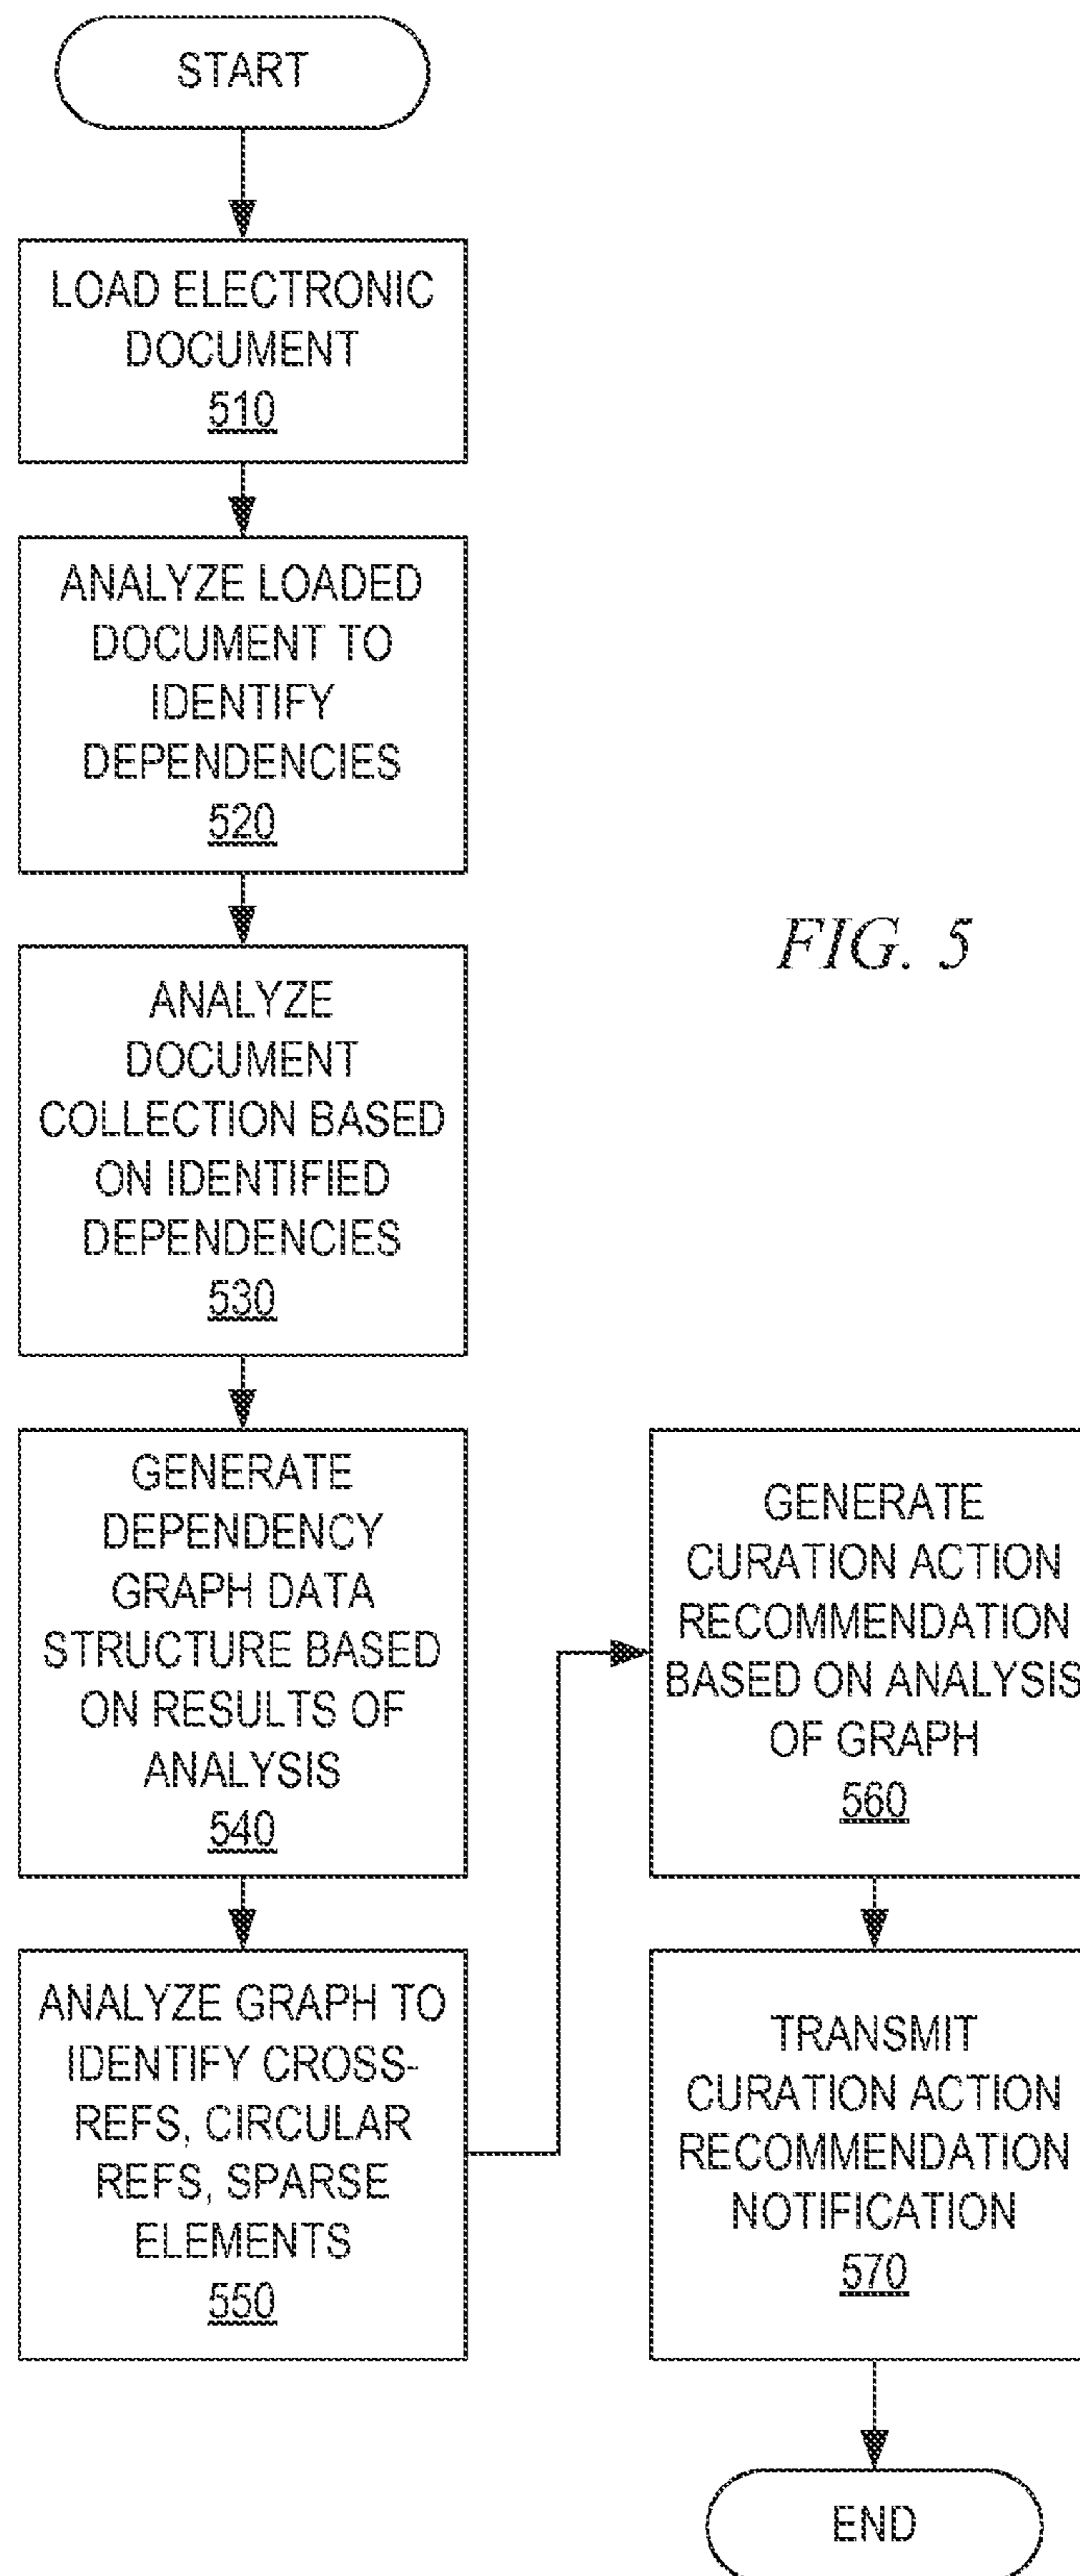 START
LOAD ELECTRONIC
DOCUMENT
510
ANALYZE LOADED
DOCUMENT TO
IDENTIFY
DEPENDENCIES
520
ANALYZE
DOCUMENT
COLLECTION BASED
ON IDENTIFIED
DEPENDENCIES
530
GENERATE
DEPENDENCY
GRAPH DATA
STRUCTURE BASED
ON RESULTS OF
ANALYSIS
540
ANALYZE GRAPH TO
IDENTIFY CROSS-
REFS, CIRCULAR
REFS, SPARSE
ELEMENTS
550
GENERATE
CURATION ACTION
RECOMMENDATION
BASED ON ANALYSIS
OF GRAPH
560
TRANSMIT
CURATION ACTION
RECOMMENDATION
NOTIFICATION
570
END
FIG. 5